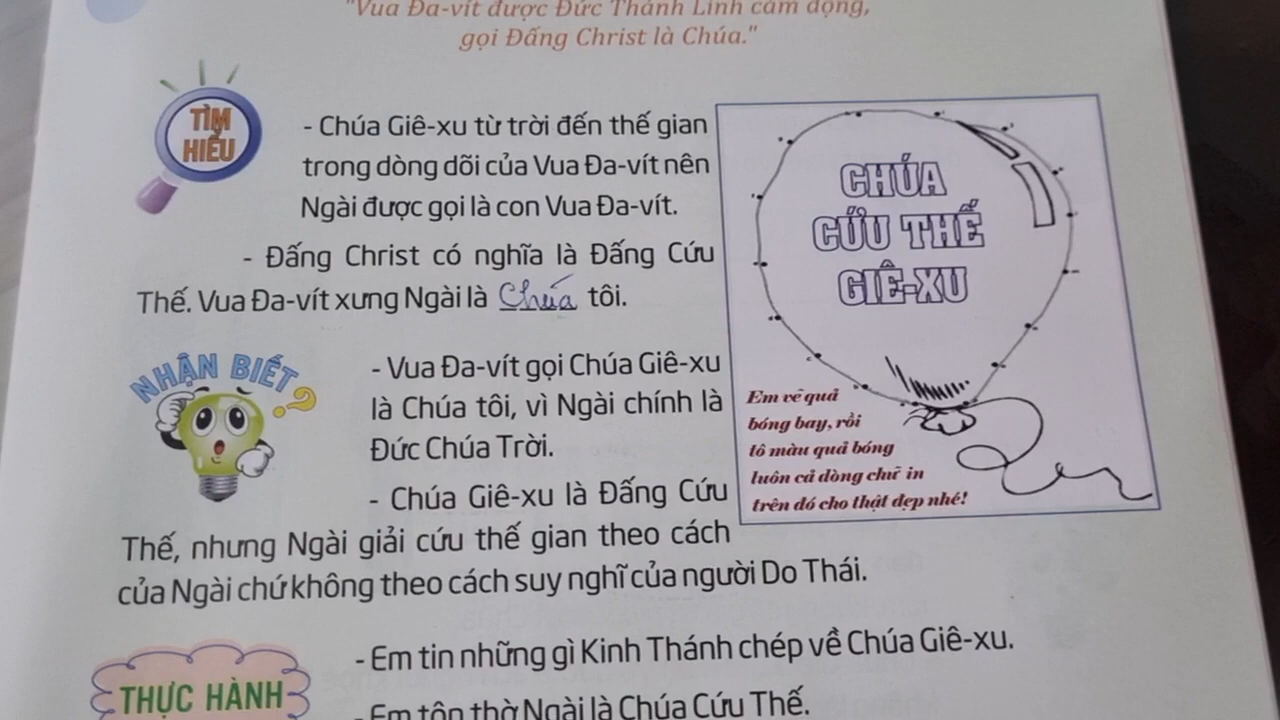 "Vua Đa-vít được Đức Thánh Linh cảm động,
gọi Đấng Christ là Chúa."
TÌM
HIỂU
- Chúa Giê-xu từ trời đến thế gian
trong dòng dõi của Vua Đa-vít nên
Ngài được gọi là con Vua Đa-vít.
- Đấng Christ có nghĩa là Đấng Cứu
Thế. Vua Đa-vít xưng Ngài là Chúa tôi.
CHÚA
CỨU THẾ
GIÊ-XU
Em vẽ quả
bóng bay, rồi
tô màu quả bóng
luôn cả dòng chữ in
trên đó cho thật đẹp nhé!
NHẬN BIẾT?
- Vua Đa-vít gọi Chúa Giê-xu
là Chúa tôi, vì Ngài chính là
Đức Chúa Trời.
- Chúa Giê-xu là Đấng Cứu
Thế, nhưng Ngài giải cứu thế gian theo cách
của Ngài chứ không theo cách suy nghĩ của người Do Thái.
THỰC HÀNH
- Em tin những gì Kinh Thánh chép về Chúa Giê-xu.
- Em tôn thờ Ngài là Chúa Cứu Thế.